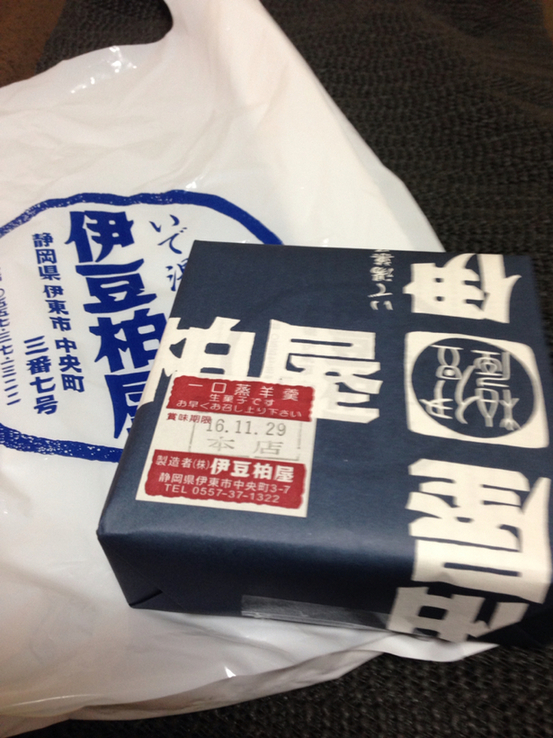 いで湯
伊豆柏屋
静岡県伊東市中央町
三番七号
伊
柏
屋
一口蒸羊羹
生菓子です
お早くお召し上り下さい
賞味期限
16.11.29
本店
製造者(株)伊豆柏屋
静岡県伊東市中央町3-7
TEL 0557-37-1322